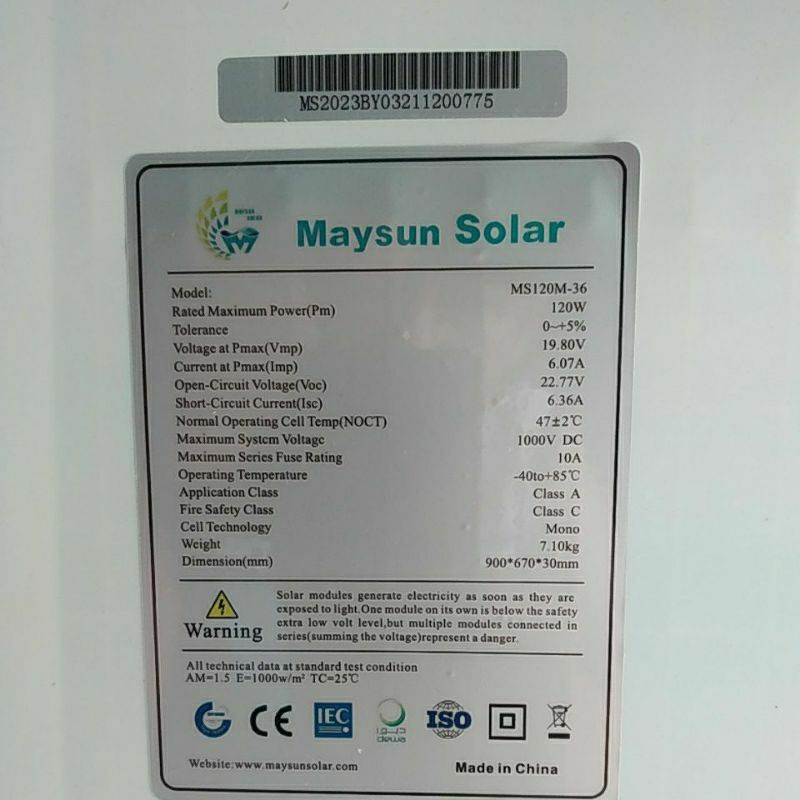 MS2023BY03211200775
MAYSUN
SOLAR
Maysun Solar
Model: MS120M-36
Rated Maximum Power(Pm) 120W
Tolerance 0~+5%
Voltage at Pmax(Vmp) 19.80V
Current at Pmax(Imp) 6.07A
Open-Circuit Voltage(Voc) 22.77V
Short-Circuit Current(Isc) 6.36A
Normal Operating Cell Temp(NOCT) 47±2℃
Maximum System Voltage 1000V DC
Maximum Series Fuse Rating 10A
Operating Temperature -40to+85℃
Application Class Class A
Fire Safety Class Class C
Cell Technology Mono
Weight 7.10kg
Dimension(mm) 900*670*30mm
Warning
Solar modules generate electricity as soon as they are
exposed to light.One module on its own is below the safety
extra low volt level,but multiple modules connected in
series(summing the voltage)represent a danger.
All technical data at standard test condition
AM=1.5 E=1000w/m² TC=25℃
CE IEC ديوا dewa ISO
Website:www.maysunsolar.com Made in China